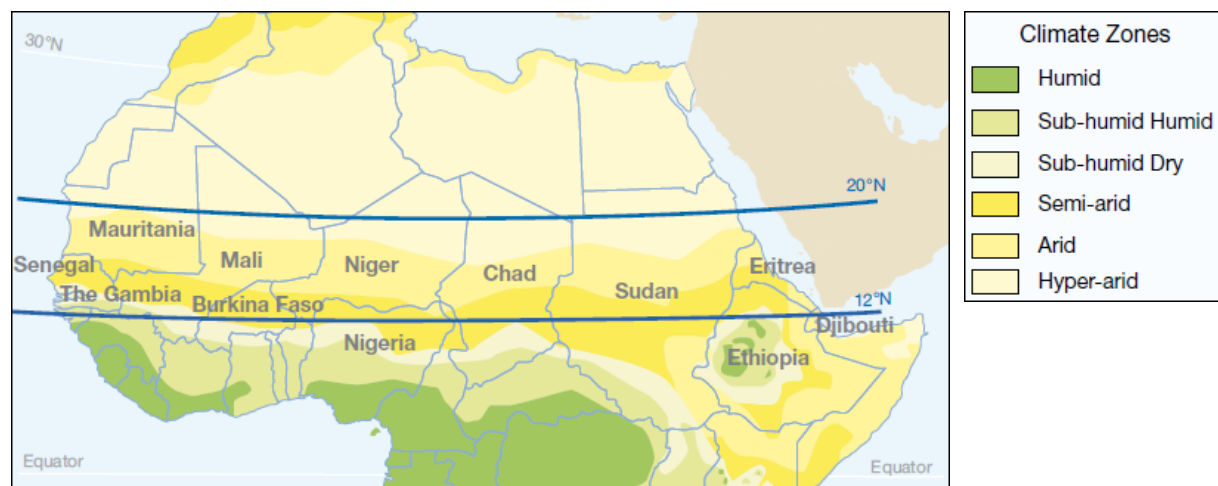 30°N
20°N
Mauritania
Senegal
Mali
Niger
Chad
Sudan
Eritrea
The Gambia
Burkina Faso
12°N
Djibouti
Nigeria
Ethiopia
Equator
Equator
Climate Zones
Humid
Sub-humid Humid
Sub-humid Dry
Semi-arid
Arid
Hyper-arid